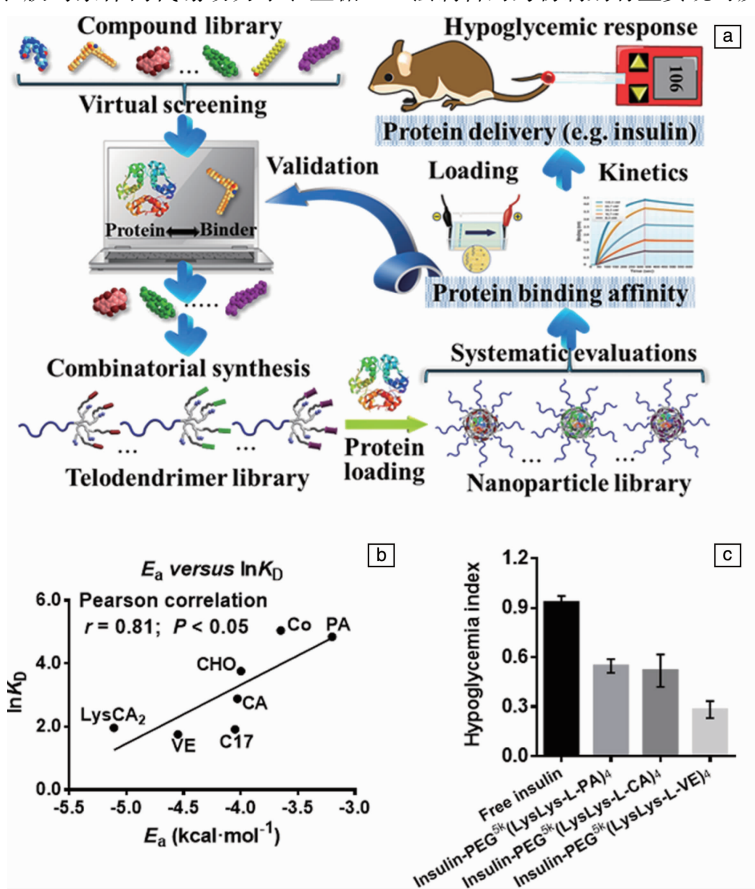 Compound library
Hypoglycemic response
a
106
Virtual screening
Protein delivery (e.g. insulin)
Validation
Loading
Kinetics
Protein
Binder
Protein binding affinity
Combinatorial synthesis
Systematic evaluations
Protein
loading
Telodendrimer library
Nanoparticle library
b
c
Eₐ versus lnK_D
Pearson correlation
r = 0.81; P < 0.05
6.0
4.0
2.0
0.0
lnK_D
LysCA₂
VE
C17
CA
CHO
Co
PA
-5.5 -5.0 -4.5 -4.0 -3.5 -3.0
Eₐ (kcal·mol⁻¹)
1.2
0.9
0.6
0.3
0.0
Hypoglycemia index
Free insulin
Insulin-PEG⁵ᵏ(LysLys-L-PA)₄
Insulin-PEG⁵ᵏ(LysLys-L-CA)₄
Insulin-PEG⁵ᵏ(LysLys-L-VE)₄